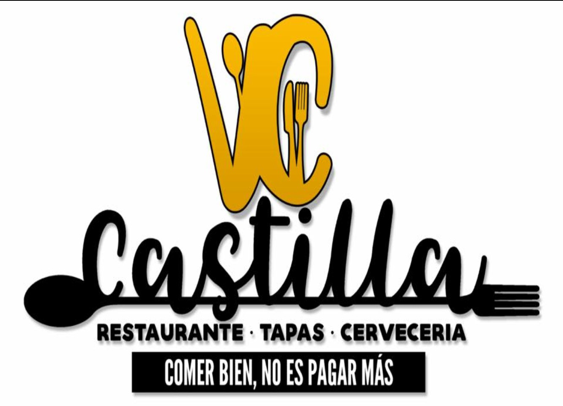 VC
Castilla
RESTAURANTE · TAPAS · CERVECERIA
COMER BIEN, NO ES PAGAR MÁS